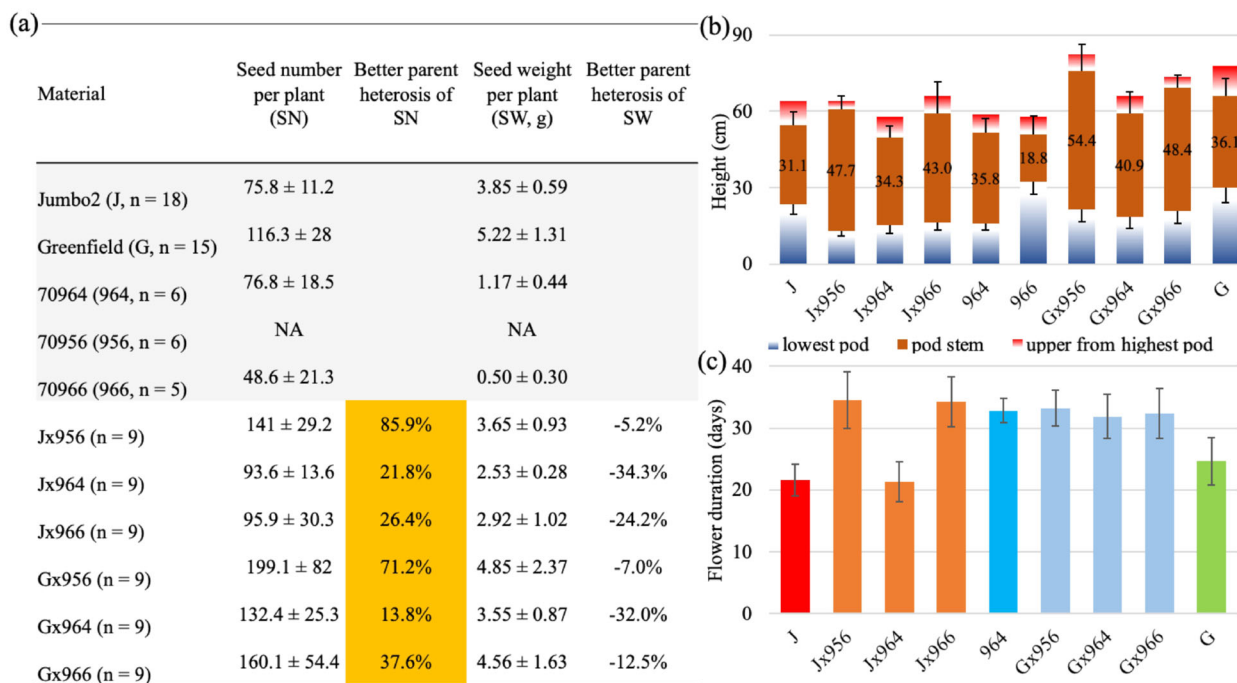 (a)
Material Seed number per plant (SN) Better parent heterosis of SN Seed weight per plant (SW, g) Better parent heterosis of SW
Jumbo2 (J, n = 18) 75.8 ± 11.2 3.85 ± 0.59
Greenfield (G, n = 15) 116.3 ± 28 5.22 ± 1.31
70964 (964, n = 6) 76.8 ± 18.5 1.17 ± 0.44
70956 (956, n = 6) NA NA
70966 (966, n = 5) 48.6 ± 21.3 0.50 ± 0.30
Jx956 (n = 9) 141 ± 29.2 85.9% 3.65 ± 0.93 -5.2%
Jx964 (n = 9) 93.6 ± 13.6 21.8% 2.53 ± 0.28 -34.3%
Jx966 (n = 9) 95.9 ± 30.3 26.4% 2.92 ± 1.02 -24.2%
Gx956 (n = 9) 199.1 ± 82 71.2% 4.85 ± 2.37 -7.0%
Gx964 (n = 9) 132.4 ± 25.3 13.8% 3.55 ± 0.87 -32.0%
Gx966 (n = 9) 160.1 ± 54.4 37.6% 4.56 ± 1.63 -12.5%
(b)
Height (cm)
90
60
30
0
31.1 47.7 34.3 43.0 35.8 18.8 54.4 40.9 48.4 36.1
J Jx956 Jx964 Jx966 964 966 Gx956 Gx964 Gx966 G
lowest pod pod stem upper from highest pod
(c)
Flower duration (days)
40
30
20
10
0
J Jx956 Jx964 Jx966 964 Gx956 Gx964 Gx966 G